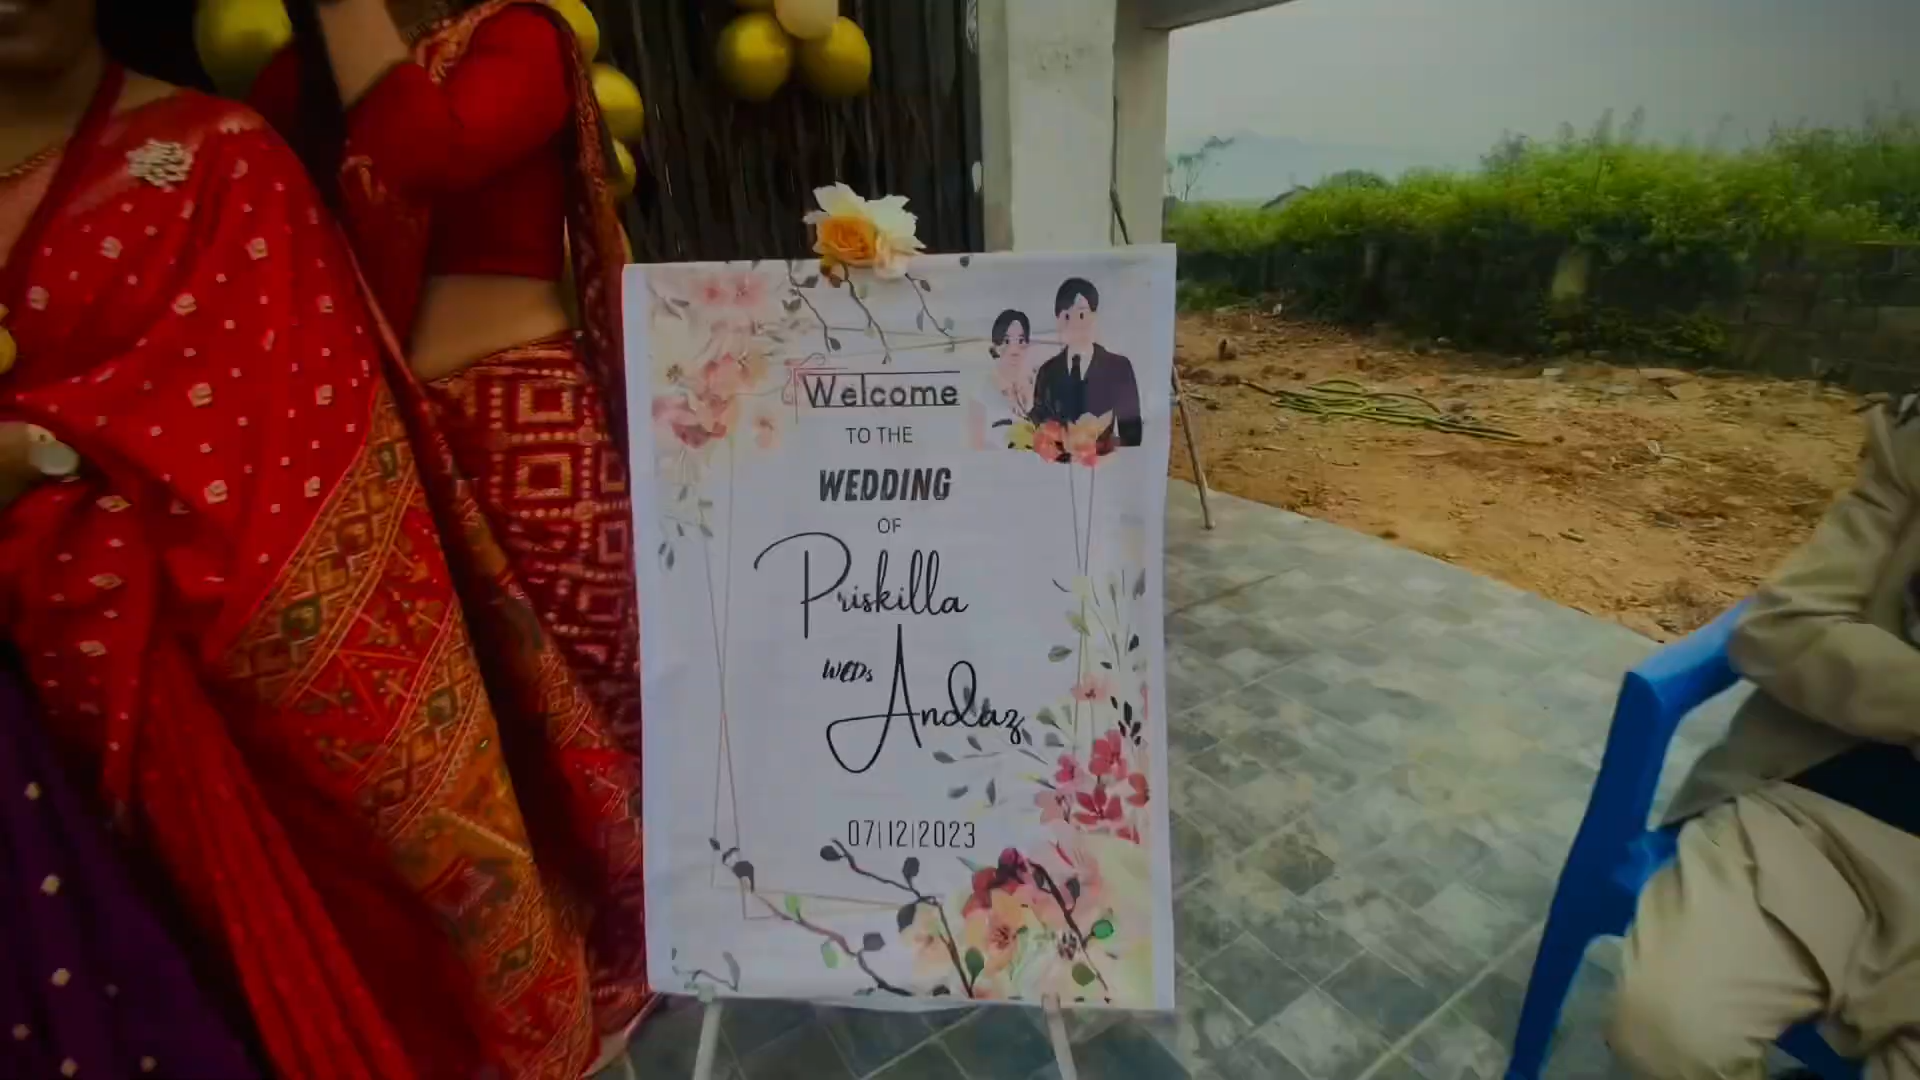 Welcome
TO THE
WEDDING
OF
Priskilla
WEDs
Andaz
07|12|2023